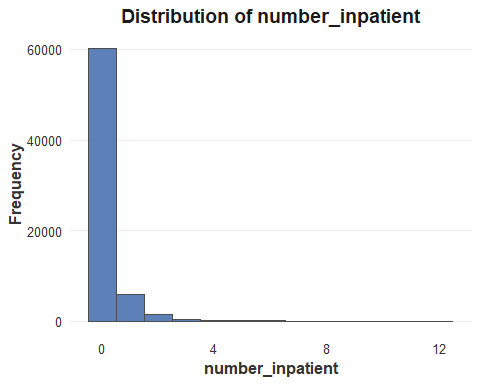 Distribution of number_inpatient
60000
40000
20000
0
Frequency
0 4 8 12
number_inpatient